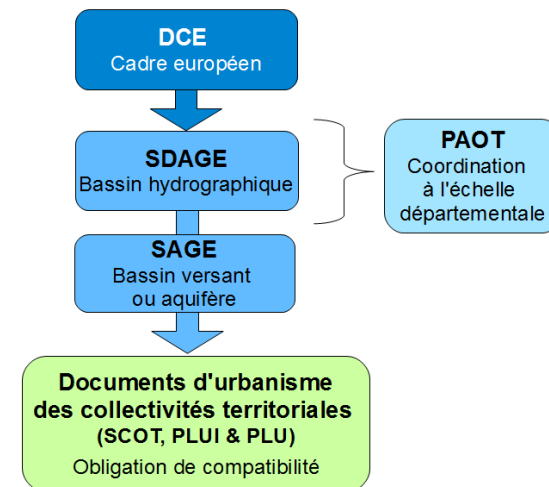 DCE
Cadre européen
SDAGE
Bassin hydrographique
PAOT
Coordination
à l'échelle
départementale
SAGE
Bassin versant
ou aquifère
Documents d'urbanisme
des collectivités territoriales
(SCOT, PLUI & PLU)
Obligation de compatibilité